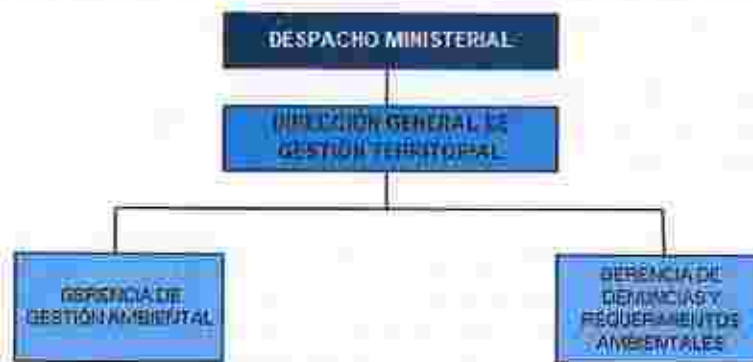 DESPACHO MINISTERIAL
DIRECCIÓN GENERAL DE
GESTIÓN TERRITORIAL
GERENCIA DE
GESTIÓN AMBIENTAL
GERENCIA DE
DENUNCIAS Y
REQUERIMIENTOS
AMBIENTALES